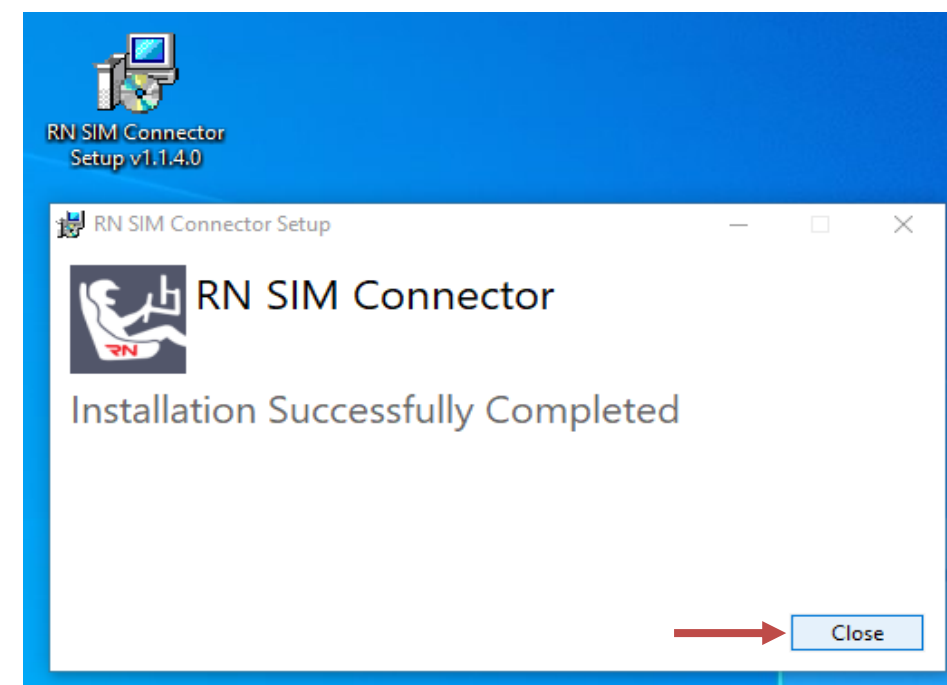 RN SIM Connector
Setup v1.1.4.0
RN SIM Connector Setup
RN SIM Connector
RN
Installation Successfully Completed
Close